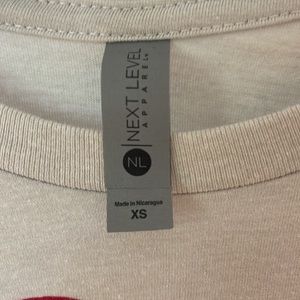 NEXT LEVEL
APPAREL
NL
Made in Nicaragua
XS